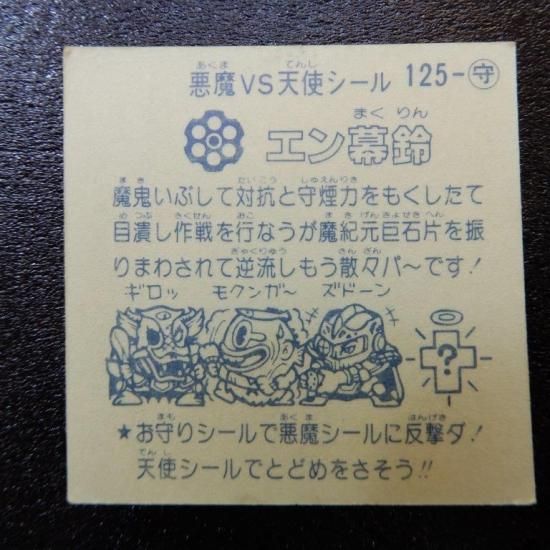 悪魔VS天使シール 125-守
エン幕鈴
魔鬼いぶして対抗と守煙力をもくしたて
目潰し作戦を行なうが魔紀元巨石片を振
りまわされて逆流しもう散々パ〜です!
ギロッ モクンガ〜 ズドーン
?
★お守りシールで悪魔シールに反撃ダ!
天使シールでとどめをさそう!!